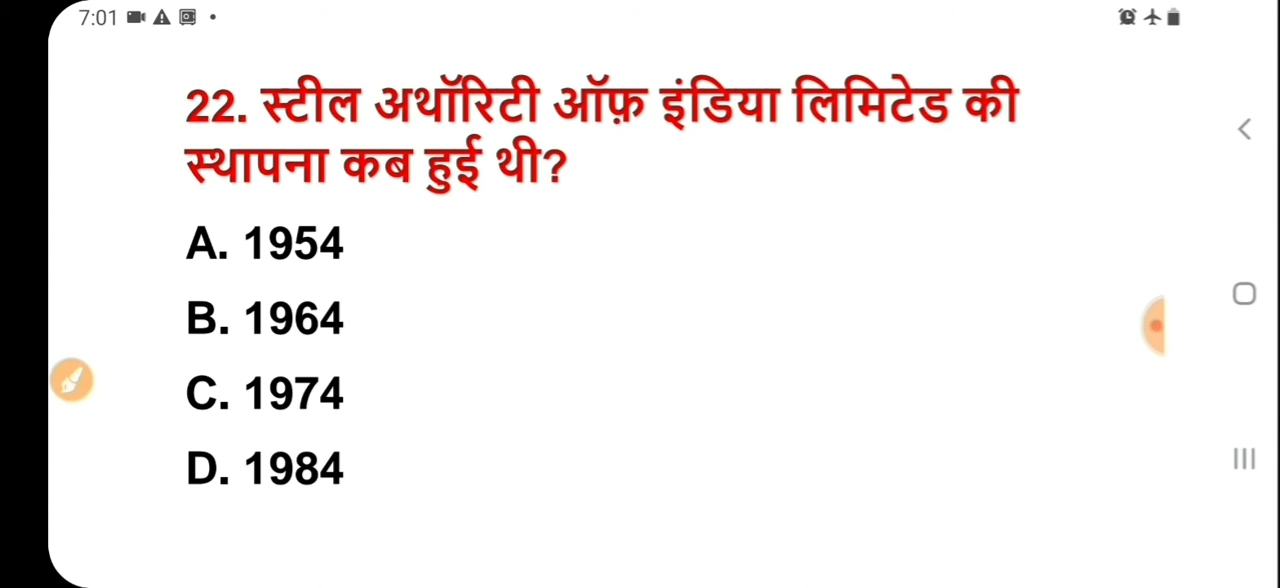 7:01
22. स्टील अथॉरिटी ऑफ़ इंडिया लिमिटेड की
स्थापना कब हुई थी?
A. 1954
B. 1964
C. 1974
D. 1984